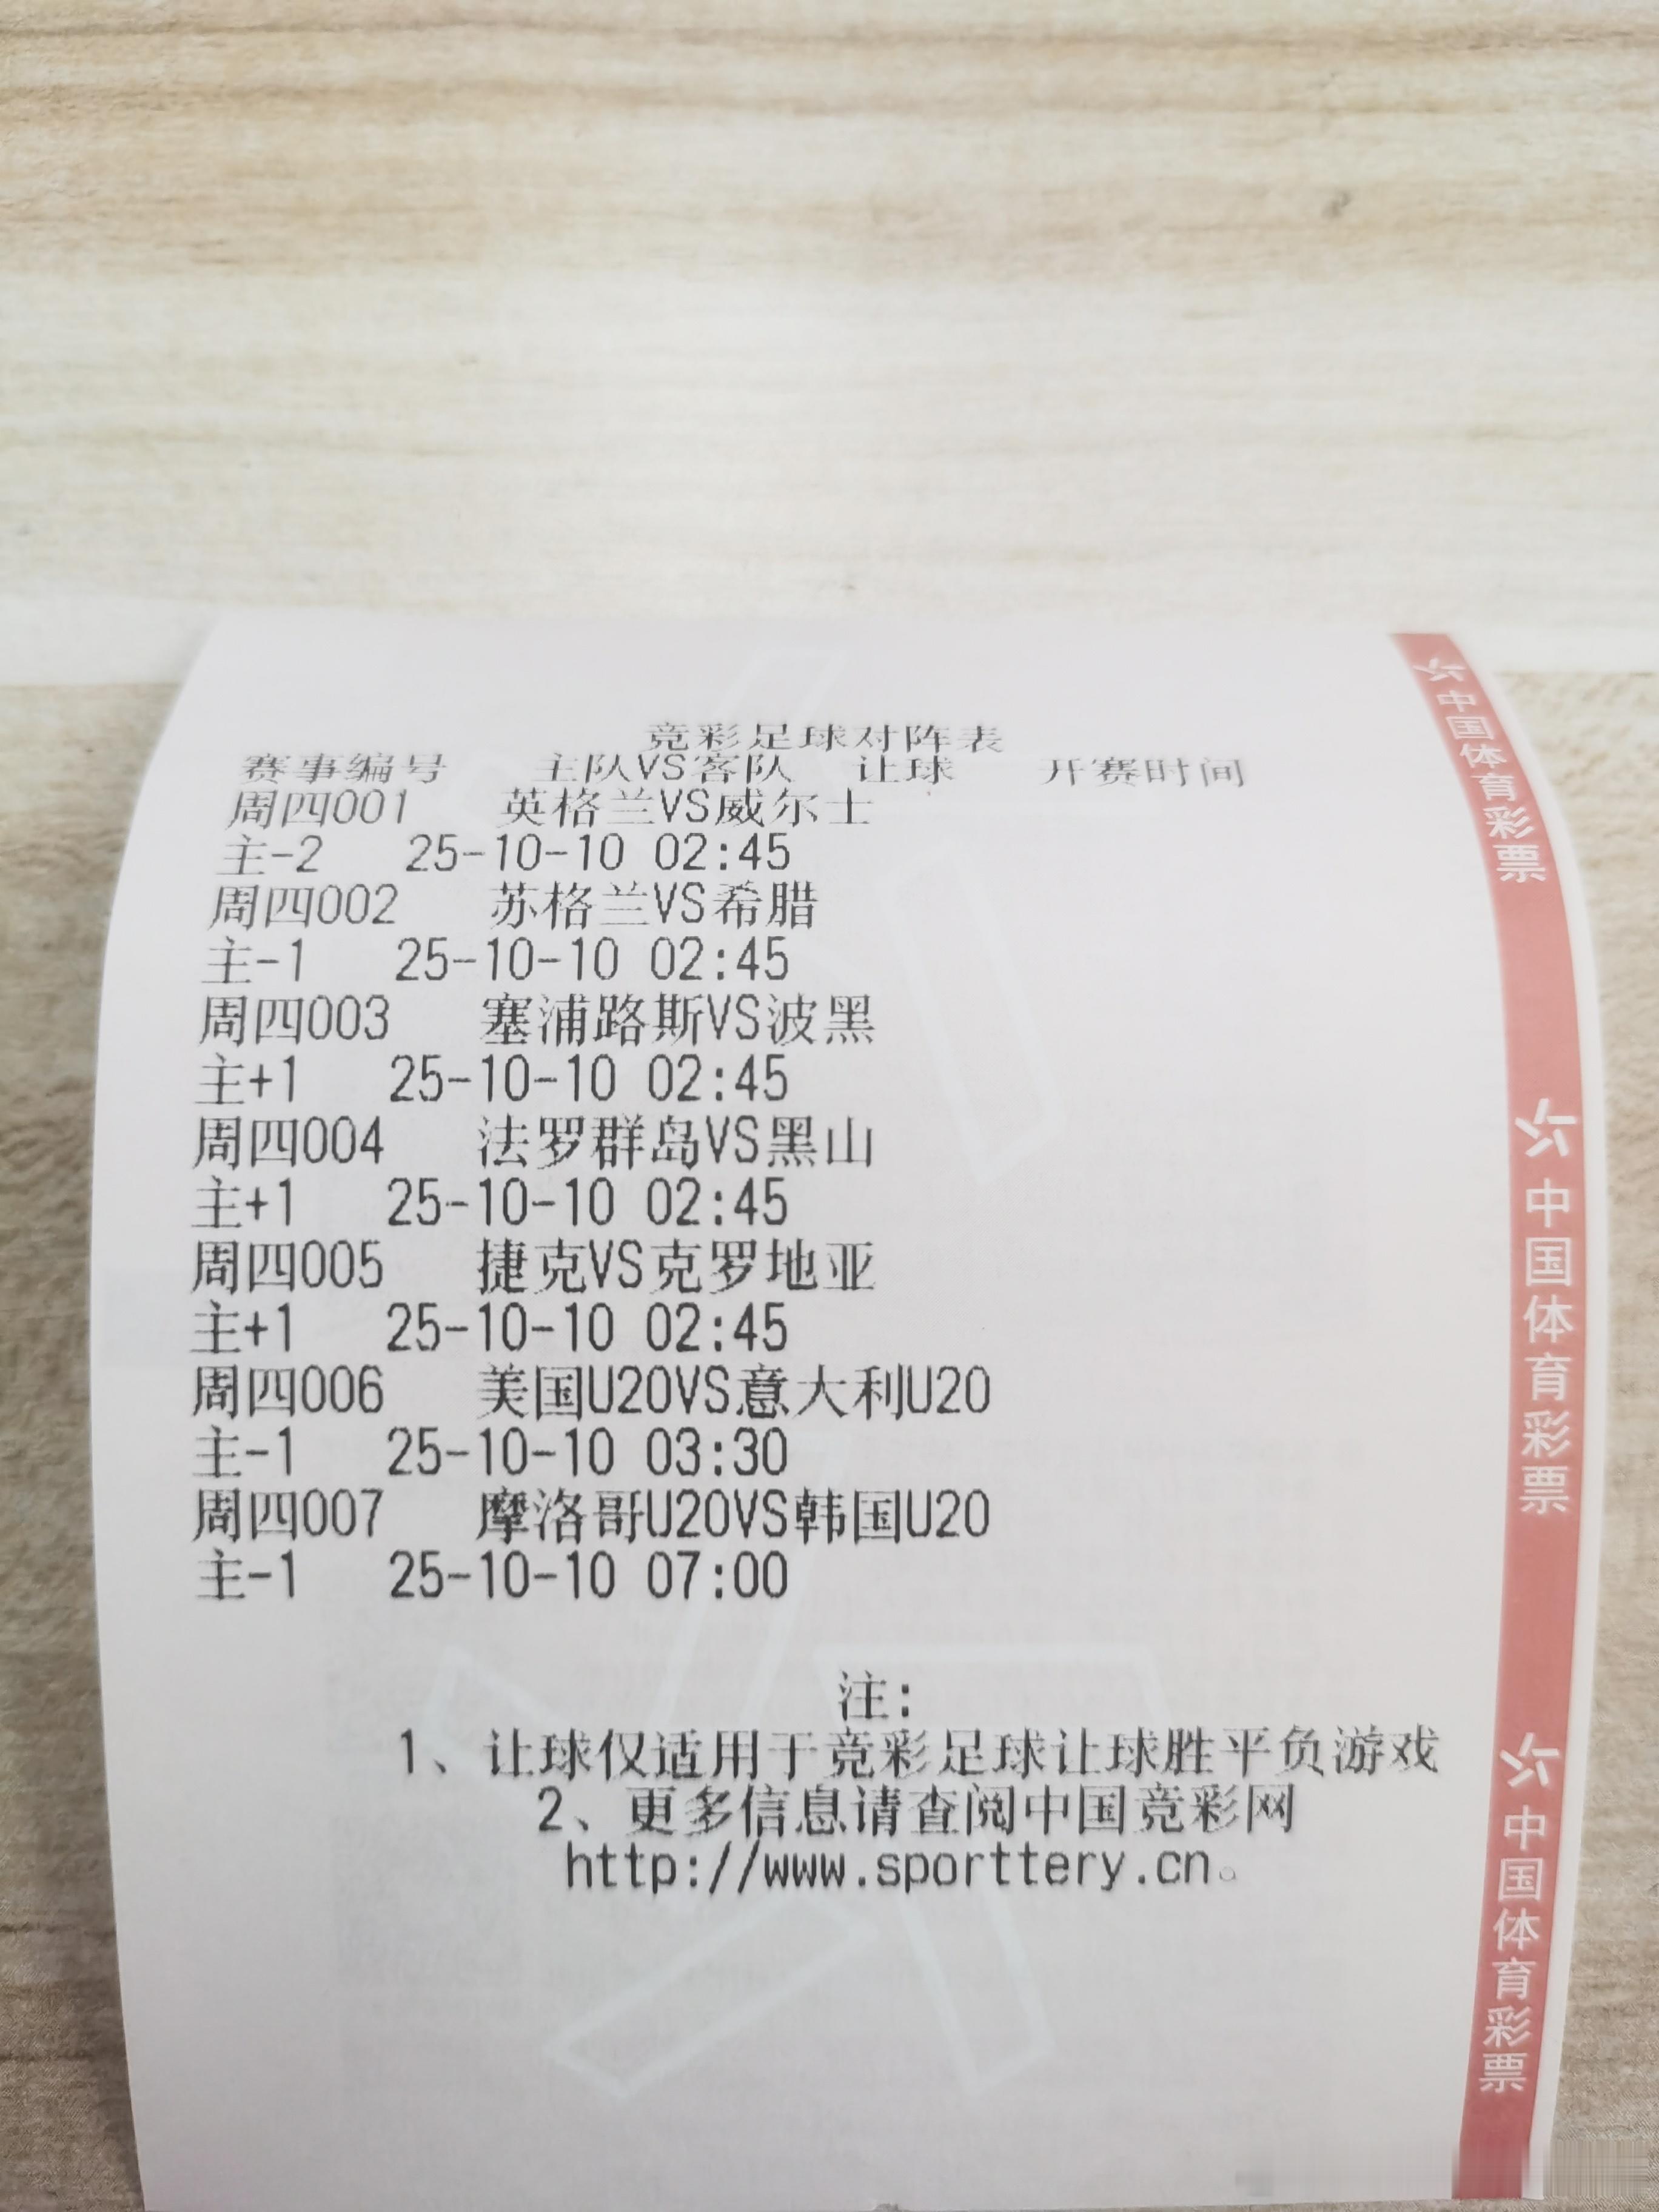 竞彩足球对阵表
赛事编号 主队VS客队 让球 开赛时间
周四001 英格兰VS威尔士
主-2 25-10-10 02:45
周四002 苏格兰VS希腊
主-1 25-10-10 02:45
周四003 塞浦路斯VS波黑
主+1 25-10-10 02:45
周四004 法罗群岛VS黑山
主+1 25-10-10 02:45
周四005 捷克VS克罗地亚
主+1 25-10-10 02:45
周四006 美国U20VS意大利U20
主-1 25-10-10 03:30
周四007 摩洛哥U20VS韩国U20
主-1 25-10-10 07:00
注:
1、让球仅适用于竞彩足球让球胜平负游戏
2、更多信息请查阅中国竞彩网
http://www.sporttery.cn。
中国体育彩票
中国体育彩票
中国体育彩票